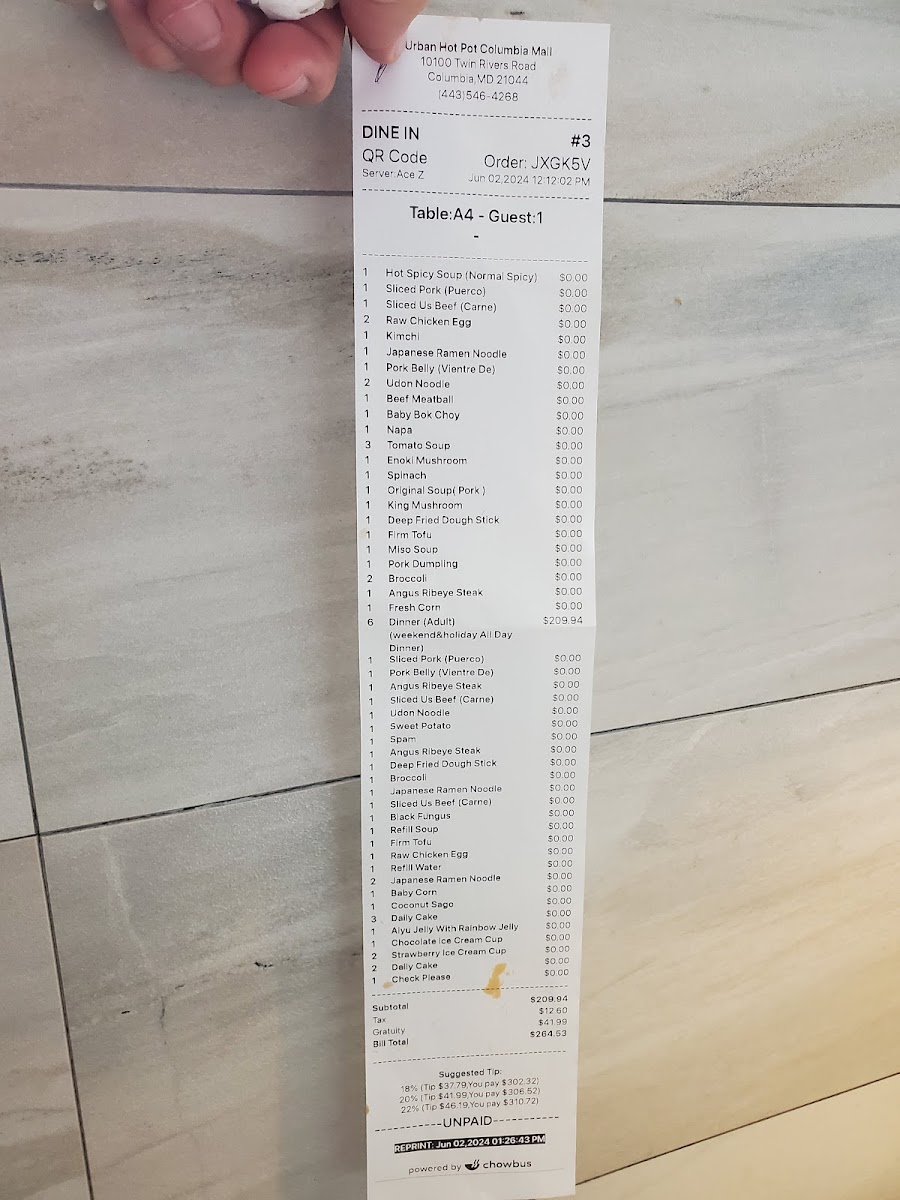 Urban Hot Pot Columbia Mall
10100 Twin Rivers Road
Columbia,MD 21044
(443)546-4268
DINE IN #3
QR Code Order: JXGK5V
Server:Ace Z Jun 02,2024 12:12:02 PM
Table:A4 - Guest:1
-
1 Hot Spicy Soup (Normal Spicy) $0.00
1 Sliced Pork (Puerco) $0.00
1 Sliced Us Beef (Carne) $0.00
2 Raw Chicken Egg $0.00
1 Kimchi $0.00
1 Japanese Ramen Noodle $0.00
1 Pork Belly (Vientre De) $0.00
2 Udon Noodle $0.00
1 Beef Meatball $0.00
1 Baby Bok Choy $0.00
1 Napa $0.00
3 Tomato Soup $0.00
1 Enoki Mushroom $0.00
1 Spinach $0.00
1 Original Soup( Pork ) $0.00
1 King Mushroom $0.00
1 Deep Fried Dough Stick $0.00
1 Firm Tofu $0.00
1 Miso Soup $0.00
1 Pork Dumpling $0.00
2 Broccoli $0.00
1 Angus Ribeye Steak $0.00
1 Fresh Corn $0.00
6 Dinner (Adult) $209.94
(weekend&holiday All Day
Dinner)
1 Sliced Pork (Puerco) $0.00
1 Pork Belly (Vientre De) $0.00
1 Angus Ribeye Steak $0.00
1 Sliced Us Beef (Carne) $0.00
1 Udon Noodle $0.00
1 Sweet Potato $0.00
1 Spam $0.00
1 Angus Ribeye Steak $0.00
1 Deep Fried Dough Stick $0.00
1 Broccoli $0.00
1 Japanese Ramen Noodle $0.00
1 Sliced Us Beef (Carne) $0.00
1 Black Fungus $0.00
1 Refill Soup $0.00
1 Firm Tofu $0.00
1 Raw Chicken Egg $0.00
1 Refill Water $0.00
2 Japanese Ramen Noodle $0.00
1 Baby Corn $0.00
1 Coconut Sago $0.00
3 Daily Cake $0.00
1 Aiyu Jelly With Rainbow Jelly $0.00
1 Chocolate Ice Cream Cup $0.00
2 Strawberry Ice Cream Cup $0.00
2 Daily Cake $0.00
1 Check Please $0.00
Subtotal $209.94
Tax $12.60
Gratuity $41.99
Bill Total $264.53
Suggested Tip:
18% (Tip $37.79,You pay $302.32)
20% (Tip $41.99,You pay $306.52)
22% (Tip $46.19,You pay $310.72)
UNPAID
REPRINT: Jun 02,2024 01:26:43 PM
powered by chowbus